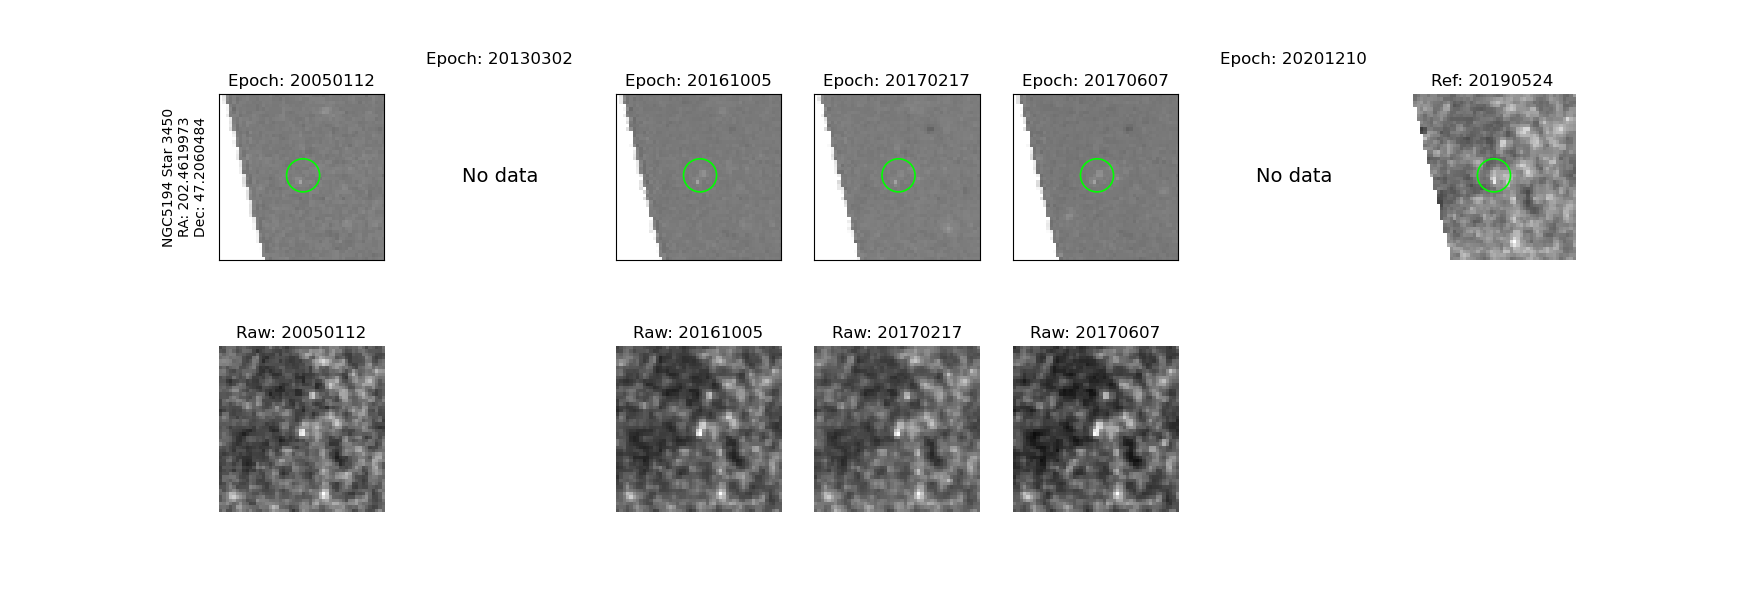 Epoch: 20050112
Epoch: 20130302
Epoch: 20161005
Epoch: 20170217
Epoch: 20170607
Epoch: 20201210
Ref: 20190524
NGC5194 Star 3450
RA: 202.4619973
Dec: 47.2060484
No data
No data
Raw: 20050112
Raw: 20161005
Raw: 20170217
Raw: 20170607